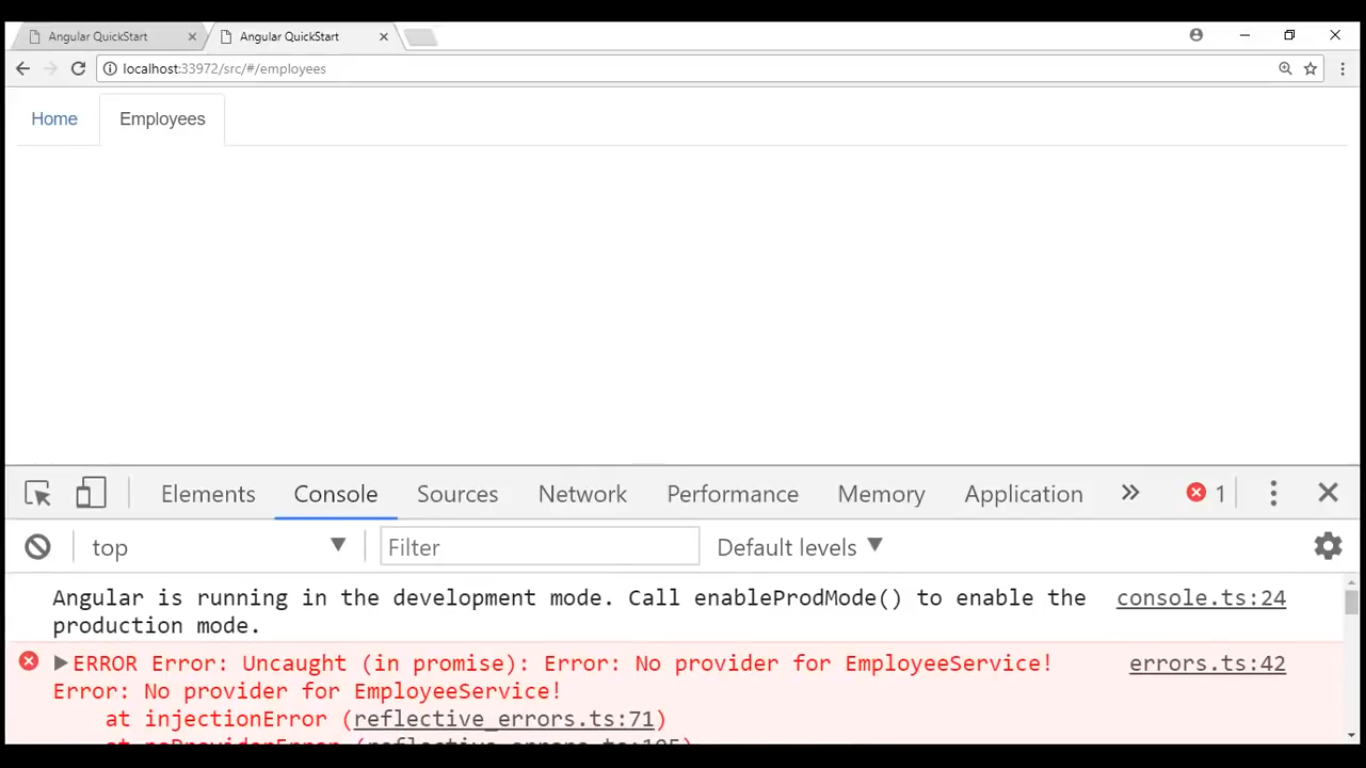 Angular QuickStart
Angular QuickStart
localhost:33972/src/#/employees
Home
Employees
Elements Console Sources Network Performance Memory Application » 1
top Filter Default levels
Angular is running in the development mode. Call enableProdMode() to enable the console.ts:24
production mode.
ERROR Error: Uncaught (in promise): Error: No provider for EmployeeService! errors.ts:42
Error: No provider for EmployeeService!
at injectionError (reflective_errors.ts:71)